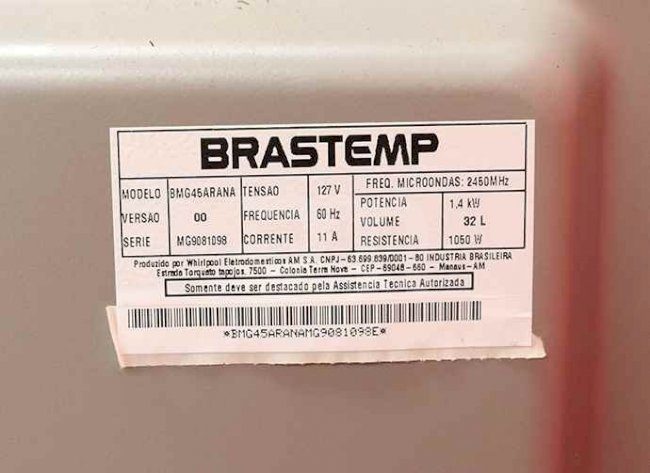 BRASTEMP
MODELO BMG45ARANA TENSAO 127 V FREQ. MICROONDAS: 2450MHz
VERSAO 00 FREQUENCIA 60 Hz POTENCIA 1,4 kW
VOLUME 32 L
SERIE MG9081098 CORRENTE 11 A RESISTENCIA 1050 W
Produzido por Whirlpool Eletrodomesticos AM S.A. CNPJ-63.699.839/0001-80 INDUSTRIA BRASILEIRA
Estrada Torquato tapajos, 7500 - Colonia Terra Nova - CEP-69048-660 - Manaus-AM
Somente deve ser destacado pela Assistencia Tecnica Autorizada
*BMG45ARANAMG9081098E*